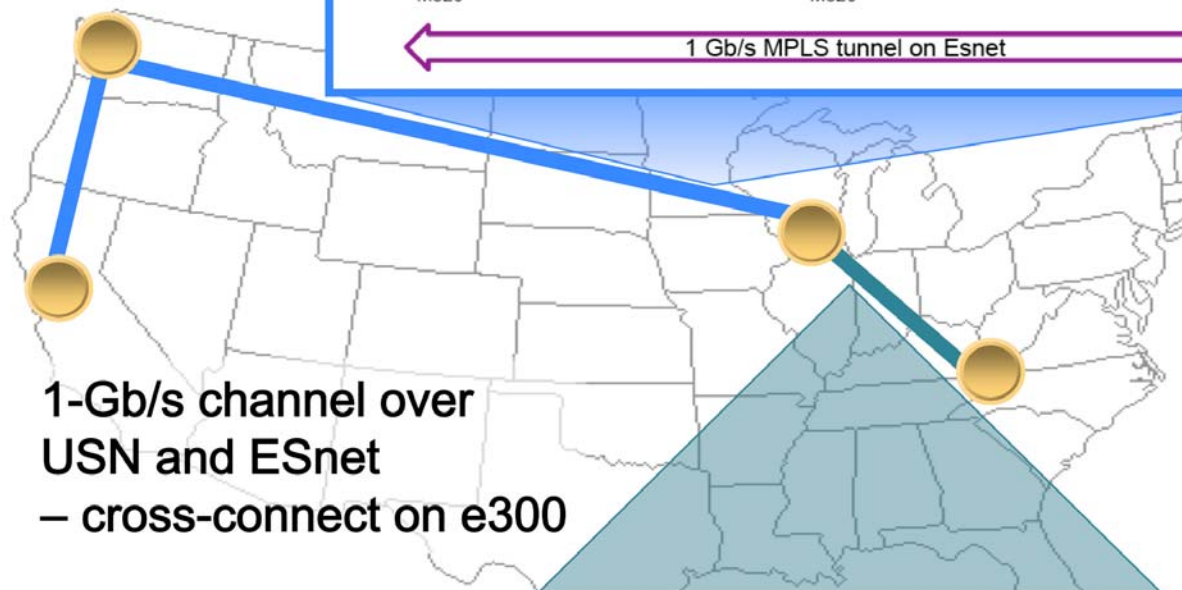 1 Gb/s MPLS tunnel on Esnet
1-Gb/s channel over
USN and ESnet
– cross-connect on e300